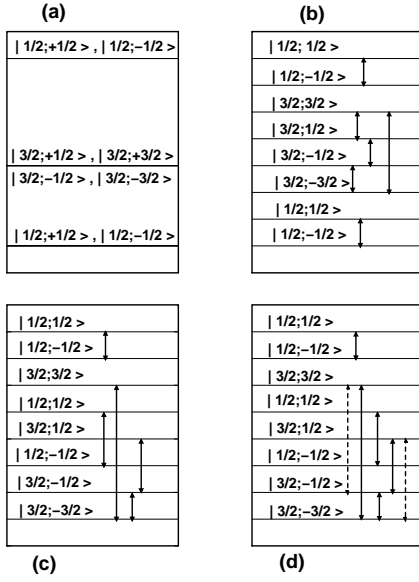 (a)
| 1/2;+1/2 > , | 1/2;−1/2 >
| 3/2;+1/2 > , | 3/2;+3/2 >
| 3/2;−1/2 > , | 3/2;−3/2 >
| 1/2;+1/2 > , | 1/2;−1/2 >
(b)
| 1/2; 1/2 >
| 1/2;−1/2 >
| 3/2;3/2 >
| 3/2;1/2 >
| 3/2;−1/2 >
| 3/2;−3/2 >
| 1/2;1/2 >
| 1/2;−1/2 >
| 1/2;1/2 >
| 1/2;−1/2 >
| 3/2;3/2 >
| 1/2;1/2 >
| 3/2;1/2 >
| 1/2;−1/2 >
| 3/2;−1/2 >
| 3/2;−3/2 >
(c)
| 1/2;1/2 >
| 1/2;−1/2 >
| 3/2;3/2 >
| 1/2;1/2 >
| 3/2;1/2 >
| 1/2;−1/2 >
| 3/2;−1/2 >
| 3/2;−3/2 >
(d)